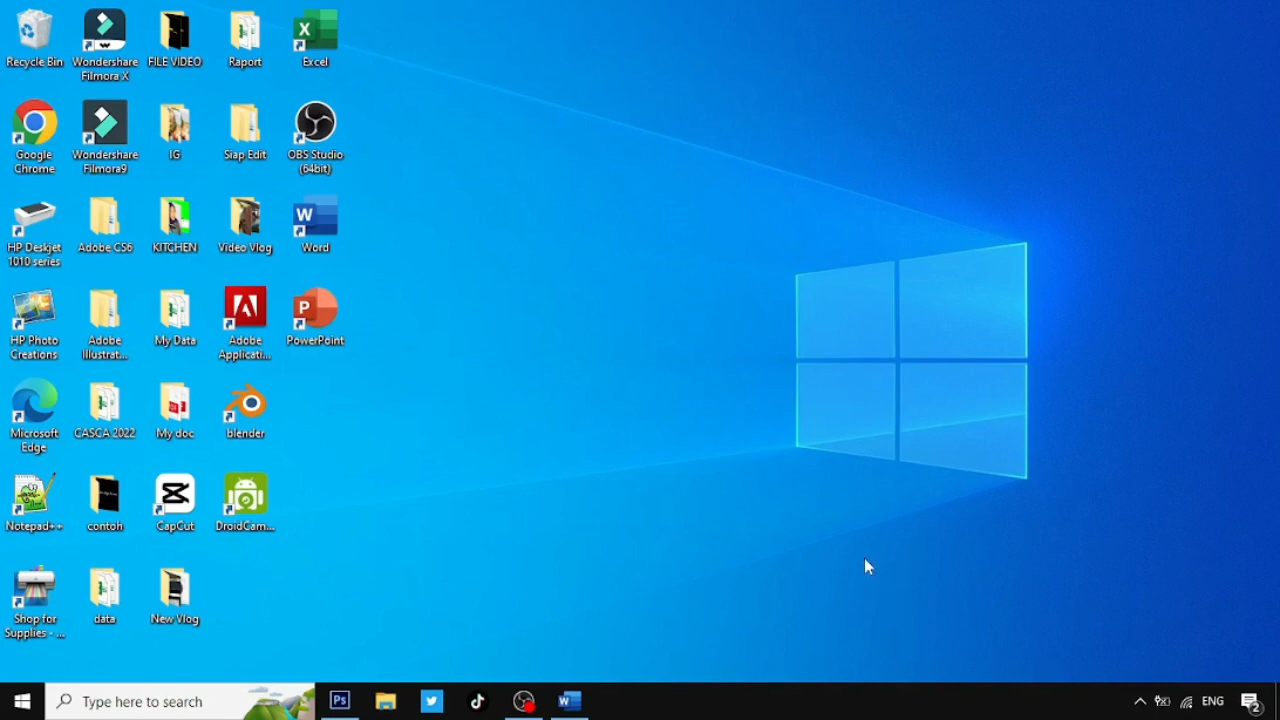 Recycle Bin
Wondershare
Filmora X
FILE VIDEO
Raport
Excel
Google
Chrome
Wondershare
Filmora9
IG
Siap Edit
OBS Studio
(64bit)
HP Deskjet
1010 series
Adobe CS6
KITCHEN
Video Vlog
Word
HP Photo
Creations
Adobe
Illustrat...
My Data
Adobe
Applicati...
PowerPoint
Microsoft
Edge
CASCA 2022
My doc
blender
Notepad++
contoh
CapCut
DroidCam...
Shop for
Supplies - ...
data
New Vlog
Type here to search
Ps
ENG
2